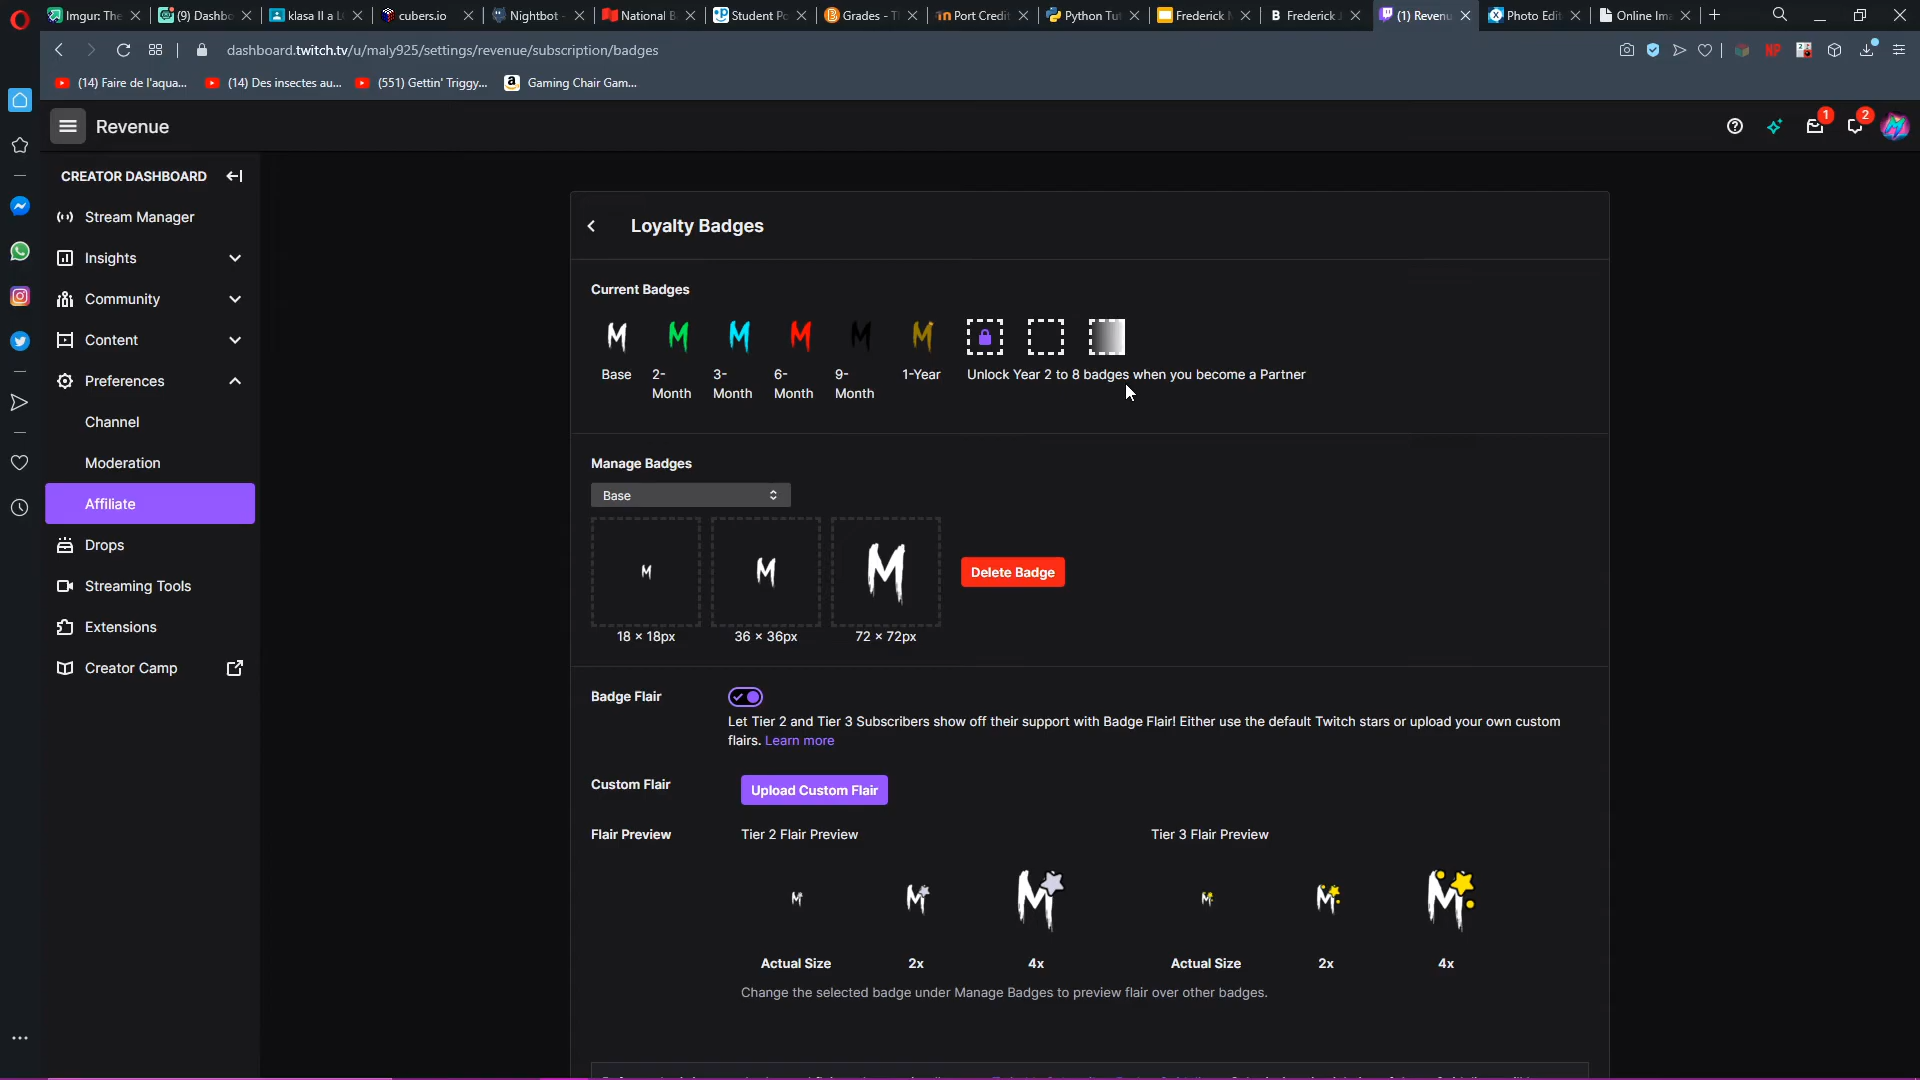 Imgur: The
(9) Dashbo
klasa II a L
cubers.io
Nightbot -
National B
Student Po
Grades - T
Port Credit
Python Tut
Frederick
Frederick
(1) Revenu
Photo Edit
Online Ima
dashboard.twitch.tv/u/maly925/settings/revenue/subscription/badges
(14) Faire de l'aqua...
(14) Des insectes au...
(551) Gettin' Triggy...
Gaming Chair Gam...
Revenue
1
2
CREATOR DASHBOARD
Stream Manager
Insights
Community
Content
Preferences
Channel
Moderation
Affiliate
Drops
Streaming Tools
Extensions
Creator Camp
Loyalty Badges
Current Badges
M M M M M M
Base
2-
Month
3-
Month
6-
Month
9-
Month
1-Year
Unlock Year 2 to 8 badges when you become a Partner
Manage Badges
Base
M M M
Delete Badge
18 × 18px
36 × 36px
72 × 72px
Badge Flair
Let Tier 2 and Tier 3 Subscribers show off their support with Badge Flair! Either use the default Twitch stars or upload your own custom
flairs. Learn more
Custom Flair
Upload Custom Flair
Flair Preview
Tier 2 Flair Preview
Tier 3 Flair Preview
M M M M M M
Actual Size
2x
4x
Actual Size
2x
4x
Change the selected badge under Manage Badges to preview flair over other badges.